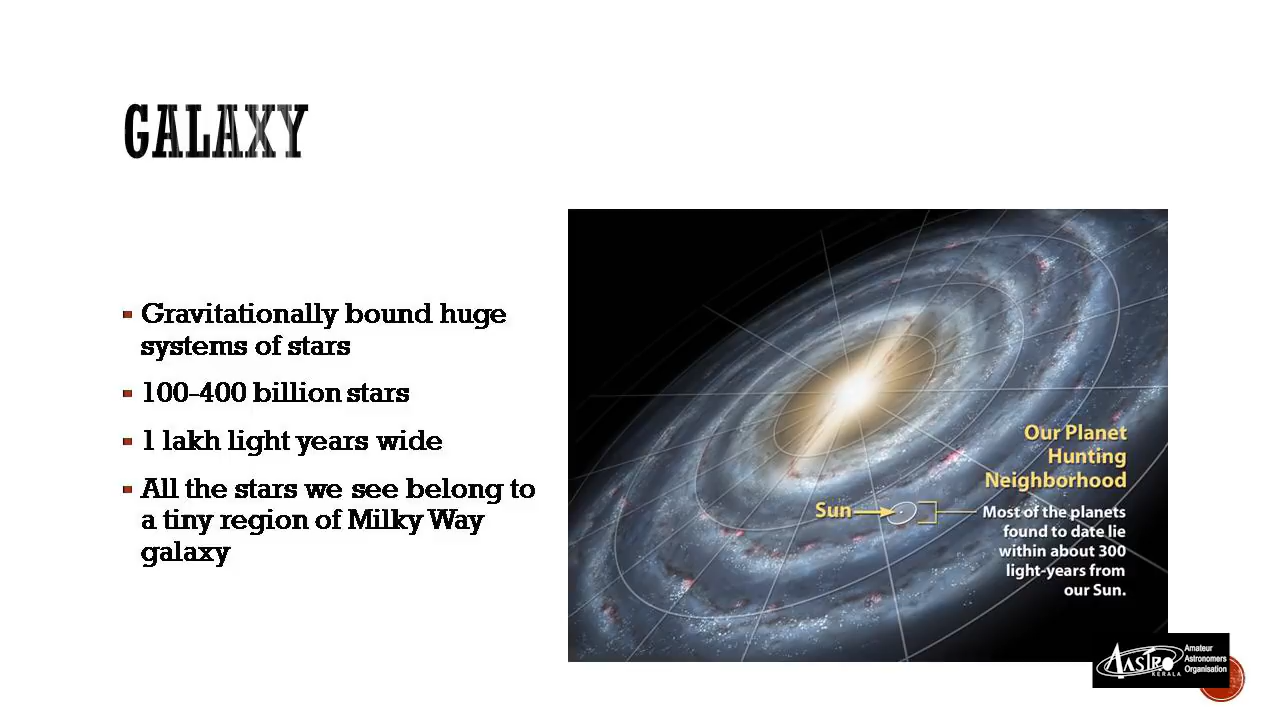 GALAXY
Gravitationally bound huge
systems of stars
100-400 billion stars
1 lakh light years wide
All the stars we see belong to
a tiny region of Milky Way
galaxy
Our Planet
Hunting
Neighborhood
Sun
Most of the planets
found to date lie
within about 300
light-years from
our Sun.
AASTRO
KERALA
Amateur
Astronomers
Organisation